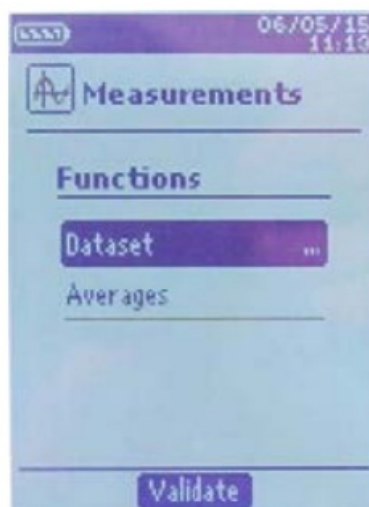 06/05/15
11:10
Measurements
Functions
Dataset ...
Averages
Validate